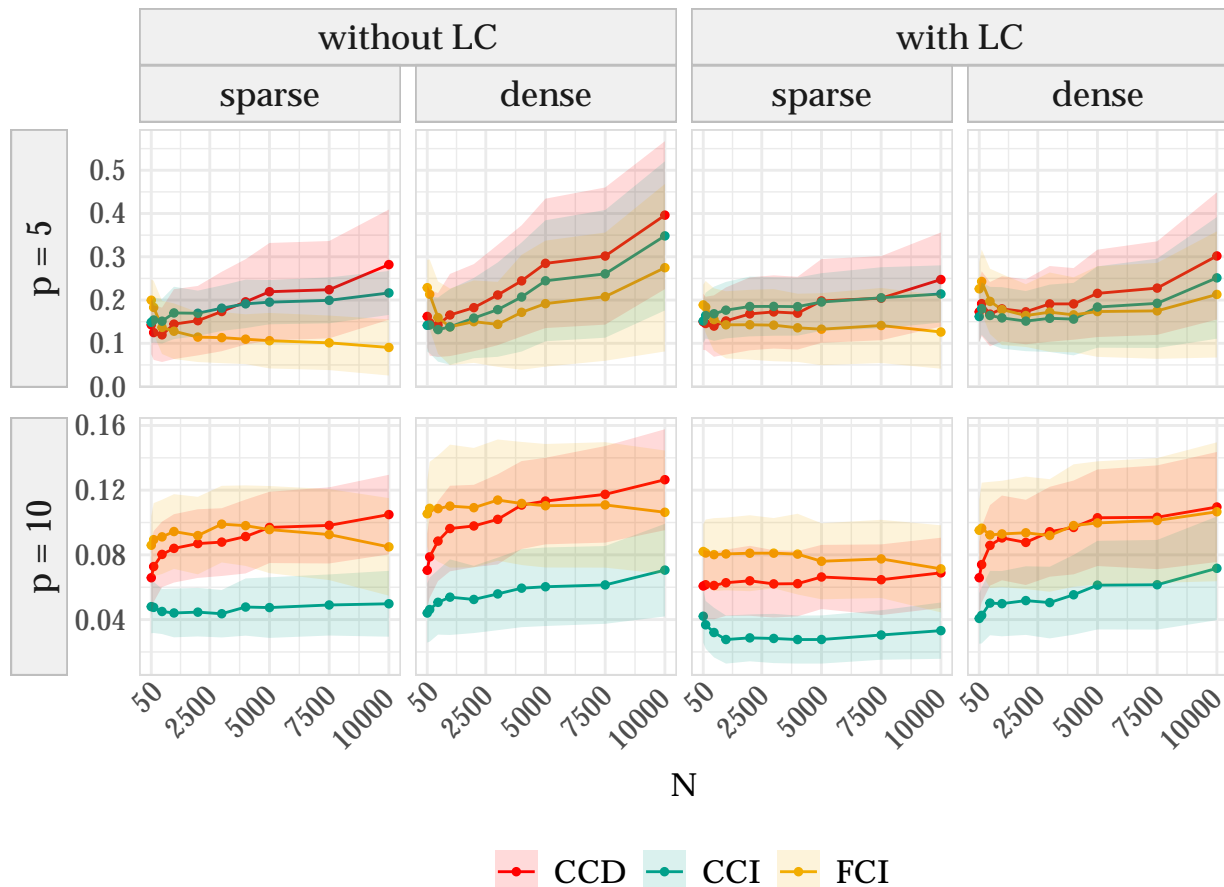 without LC with LC
sparse dense sparse dense
p = 5
0.5
0.4
0.3
0.2
0.1
0.0
p = 10
0.16
0.12
0.08
0.04
50 2500 5000 7500 10000 50 2500 5000 7500 10000 50 2500 5000 7500 10000 50 2500 5000 7500 10000
N
CCD CCI FCI